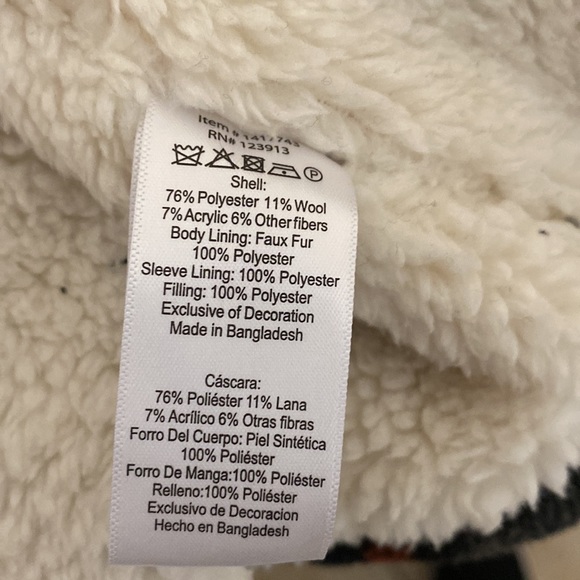 Item # 1417743
RN# 123913
P
Shell:
76% Polyester 11% Wool
7% Acrylic 6% Other fibers
Body Lining: Faux Fur
100% Polyester
Sleeve Lining: 100% Polyester
Filling: 100% Polyester
Exclusive of Decoration
Made in Bangladesh
Cáscara:
76% Poliéster 11% Lana
7% Acrílico 6% Otras fibras
Forro Del Cuerpo: Piel Sintética
100% Poliéster
Forro De Manga:100% Poliéster
Relleno:100% Poliéster
Exclusivo de Decoracion
Hecho en Bangladesh